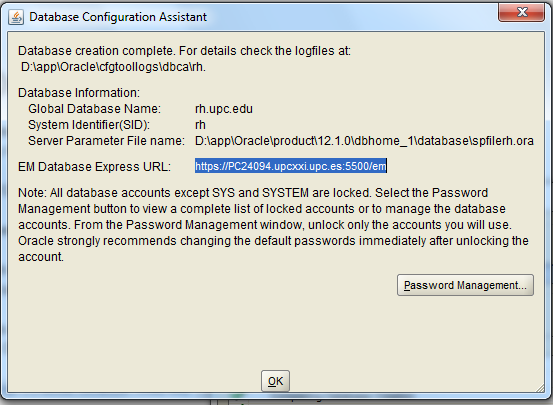 Database Configuration Assistant
Database creation complete. For details check the logfiles at:
D:\app\Oracle\cfgtoollogs\dbca\rh.
Database Information:
Global Database Name: rh.upc.edu
System Identifier(SID): rh
Server Parameter File name: D:\app\Oracle\product\12.1.0\dbhome_1\database\spfilerh.ora
EM Database Express URL: https://PC24094.upcxxi.upc.es:5500/em
Note: All database accounts except SYS and SYSTEM are locked. Select the Password
Management button to view a complete list of locked accounts or to manage the database
accounts. From the Password Management window, unlock only the accounts you will use.
Oracle strongly recommends changing the default passwords immediately after unlocking the
account.
Password Management...
OK